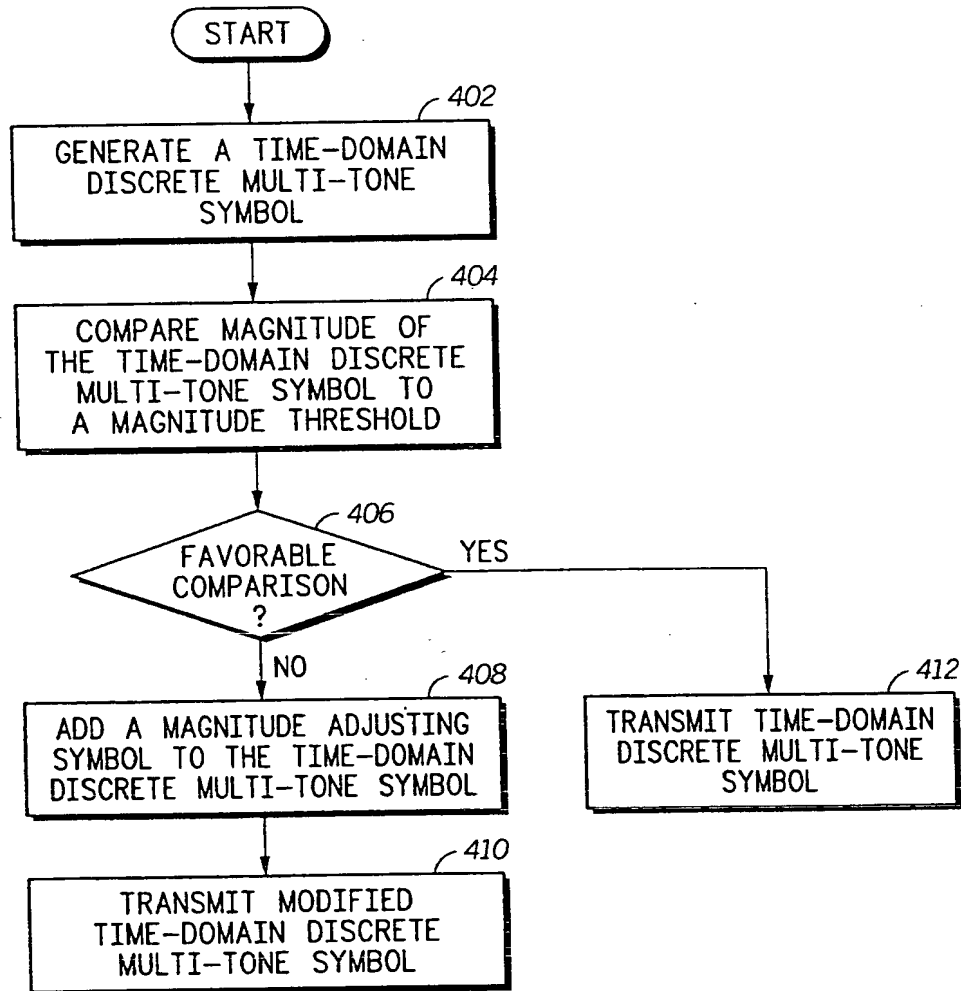 START
402
GENERATE A TIME-DOMAIN
DISCRETE MULTI-TONE
SYMBOL
404
COMPARE MAGNITUDE OF
THE TIME-DOMAIN DISCRETE
MULTI-TONE SYMBOL TO
A MAGNITUDE THRESHOLD
406
FAVORABLE
COMPARISON
?
YES
NO
408
ADD A MAGNITUDE ADJUSTING
SYMBOL TO THE TIME-DOMAIN
DISCRETE MULTI-TONE SYMBOL
412
TRANSMIT TIME-DOMAIN
DISCRETE MULTI-TONE
SYMBOL
410
TRANSMIT MODIFIED
TIME-DOMAIN DISCRETE
MULTI-TONE SYMBOL